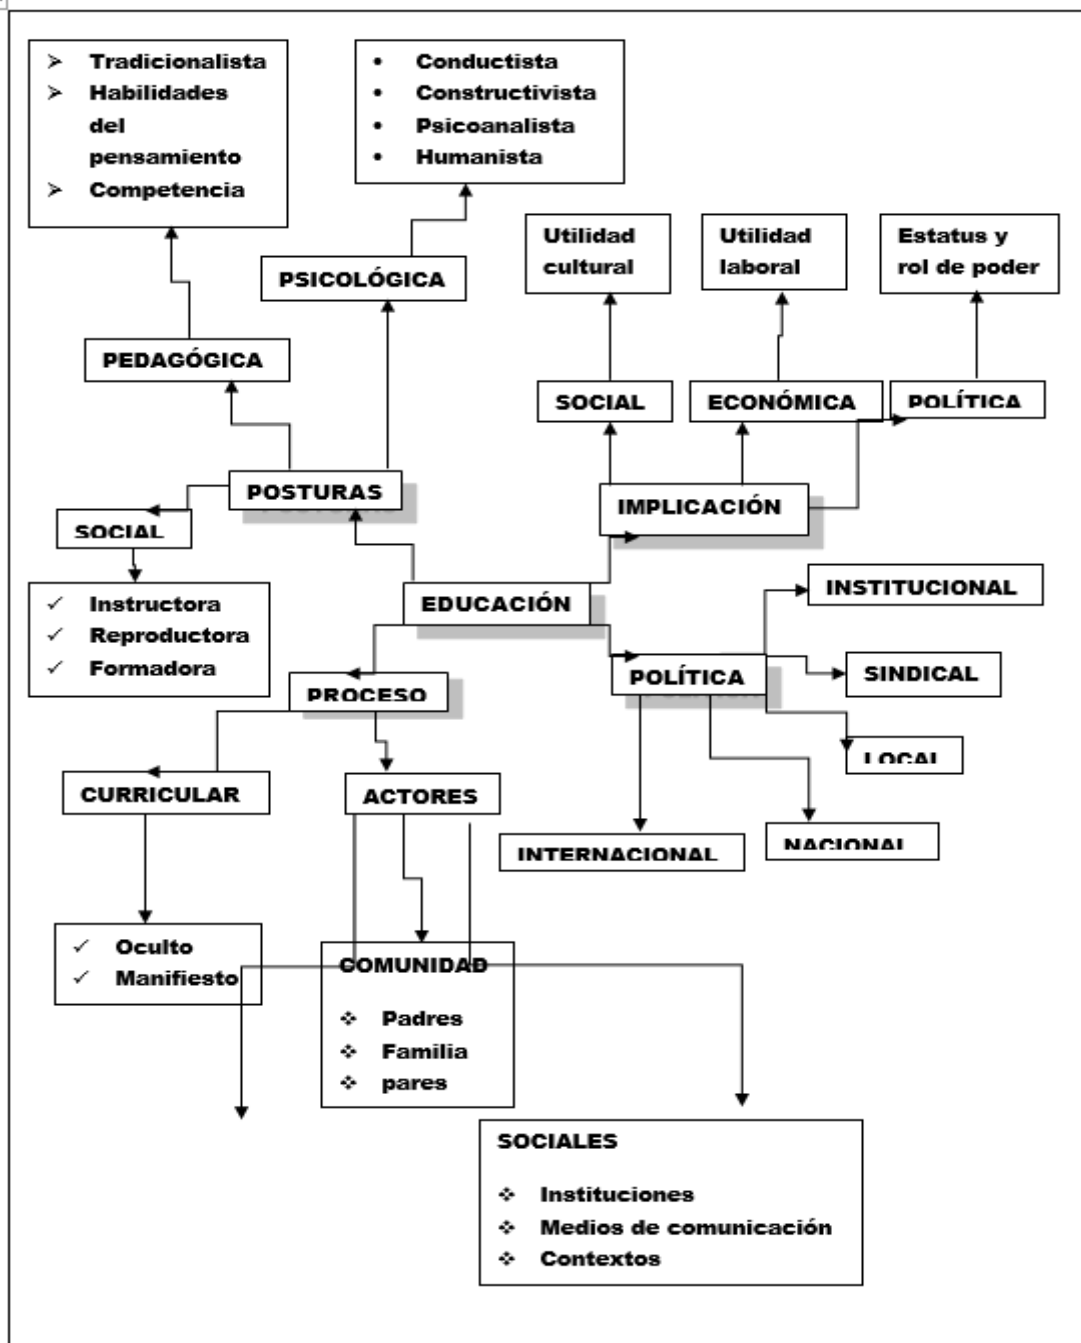 Tradicionalista
Habilidades
del
pensamiento
Competencia
Conductista
Constructivista
Psicoanalista
Humanista
Utilidad
cultural
Utilidad
laboral
Estatus y
rol de poder
PSICOLÓGICA
PEDAGÓGICA
SOCIAL
ECONÓMICA
POLÍTICA
POSTURAS
IMPLICACIÓN
SOCIAL
Instructora
Reproductora
Formadora
EDUCACIÓN
INSTITUCIONAL
SINDICAL
LOCAL
POLÍTICA
PROCESO
CURRICULAR
ACTORES
INTERNACIONAL
NACIONAL
Oculto
Manifiesto
COMUNIDAD
Padres
Familia
pares
SOCIALES
Instituciones
Medios de comunicación
Contextos